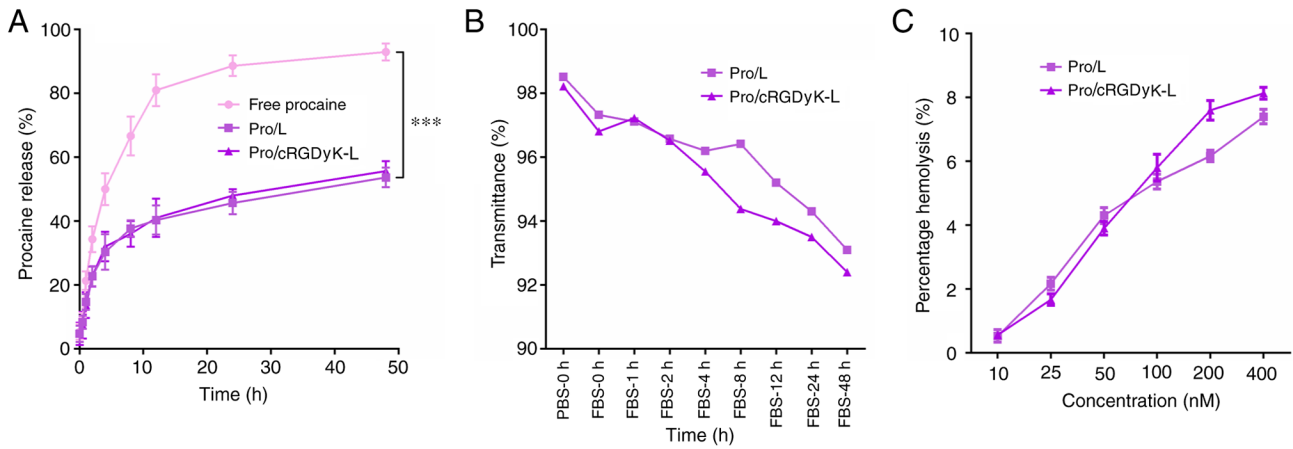 A
Procaine release (%)
100
80
60
40
20
0
0 10 20 30 40 50
Time (h)
Free procaine
Pro/L
Pro/cRGDyK-L
***
B
Transmittance (%)
100
98
96
94
92
90
PBS-0 h
FBS-0 h
FBS-1 h
FBS-2 h
FBS-4 h
FBS-8 h
FBS-12 h
FBS-24 h
FBS-48 h
Time (h)
Pro/L
Pro/cRGDyK-L
C
Percentage hemolysis (%)
10
8
6
4
2
0
10 25 50 100 200 400
Concentration (nM)
Pro/L
Pro/cRGDyK-L